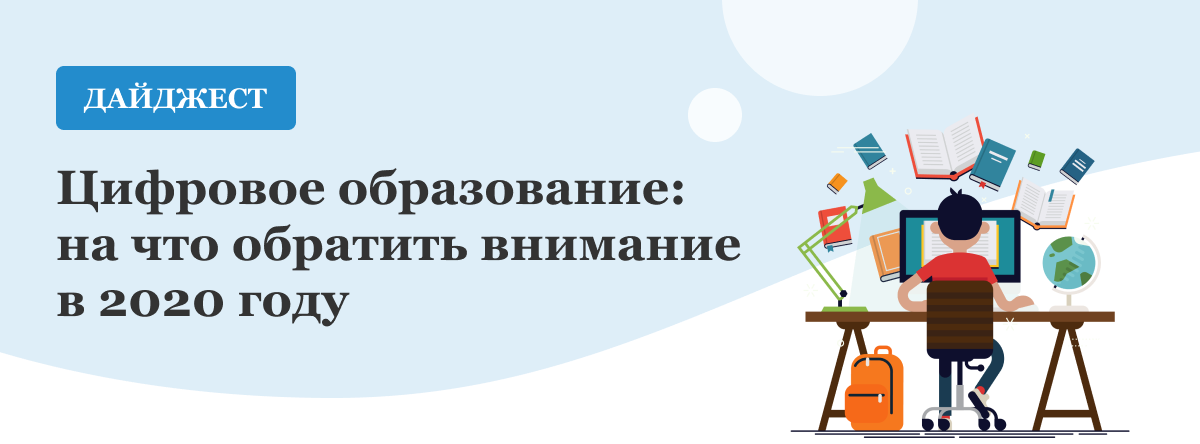 ДАЙДЖЕСТ
Цифровое образование:
на что обратить внимание
в 2020 году